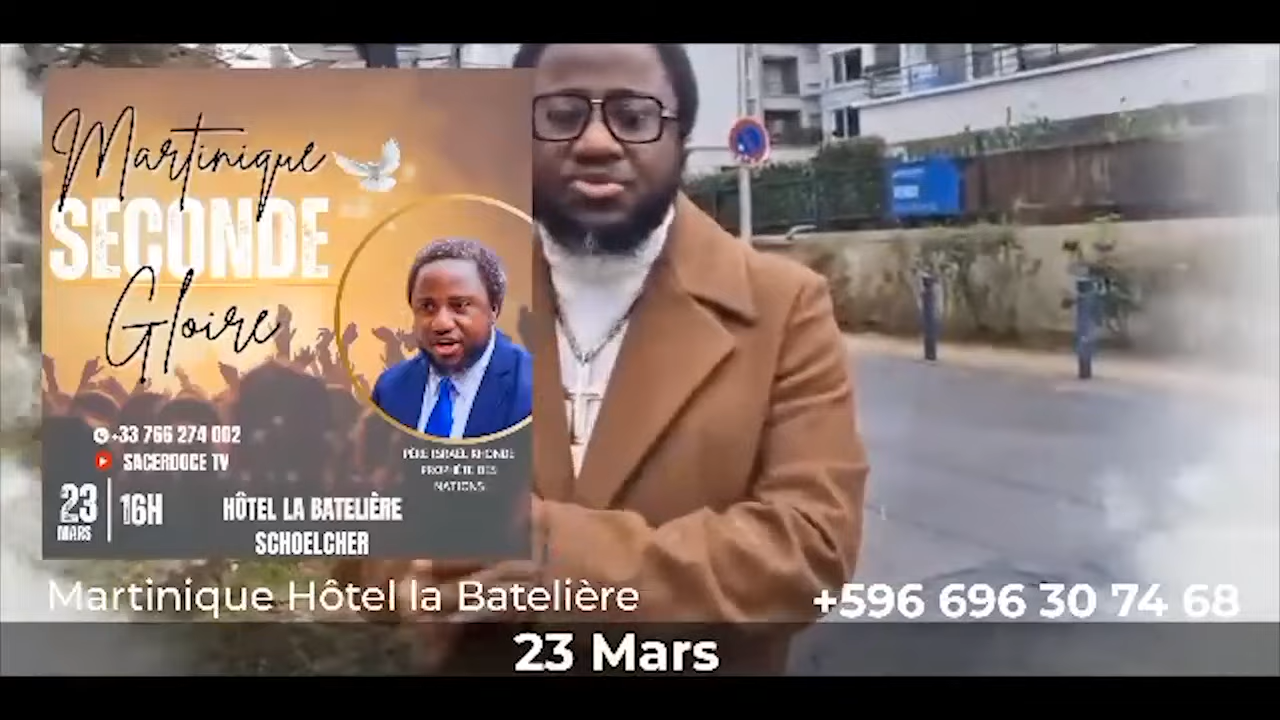 Martinique
SECONDE
Gloire
+33 766 274 002
SACERDOCE TV
PÈRE ISRAËL KHONDE
PROPHÈTE DES
NATIONS
23
MARS
16H
HÔTEL LA BATELIÈRE
SCHOELCHER
Martinique Hôtel la Batelière
+596 696 30 74 68
23 Mars